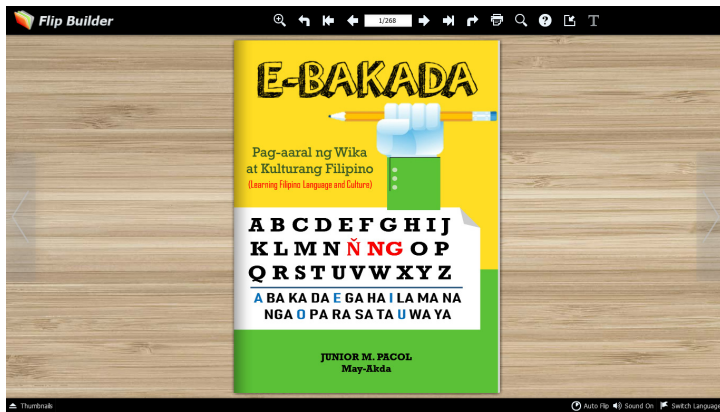 Flip Builder
1/268
E-BAKADA
Pag-aaral ng Wika
at Kulturang Filipino
(Learning Filipino Language and Culture)
A B C D E F G H I J
K L M N Ň NG O P
Q R S T U V W X Y Z
A BA KA DA E GA HA I LA MA NA
NGA O PA RA SA TA U WA YA
JUNIOR M. PACOL
May-Akda
Thumbnails Auto Flip Sound On Switch Language